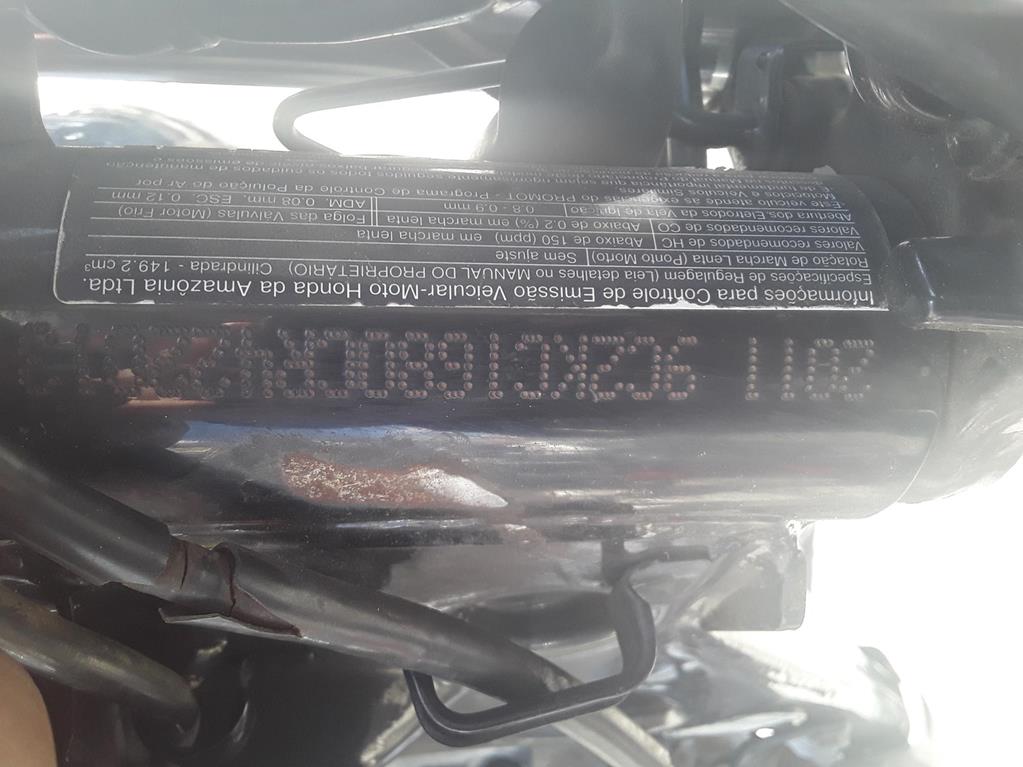 2011
Informações para Controle de Emissão Veicular-Moto Honda da Amazônia Ltda.
Especificações de Regulagem (Leia detalhes no MANUAL DO PROPRIETÁRIO) Cilindrada - 149.2 cm³
Rotação de Marcha Lenta (Ponto Morto) Sem ajuste
Valores recomendados de HC Abaixo de 150 (ppm) em marcha lenta
Valores recomendados de CO Abaixo de 0.2 (%) em marcha lenta Folga das Válvulas (Motor Frio)
Abertura dos Eletrodos da Vela de Ignição 0.8 - 0.9 mm ADM. 0.08 mm. ESC. 0.12 mm
Este veículo atende às exigências do PROMOT Programa de Controle da Poluição do Ar por